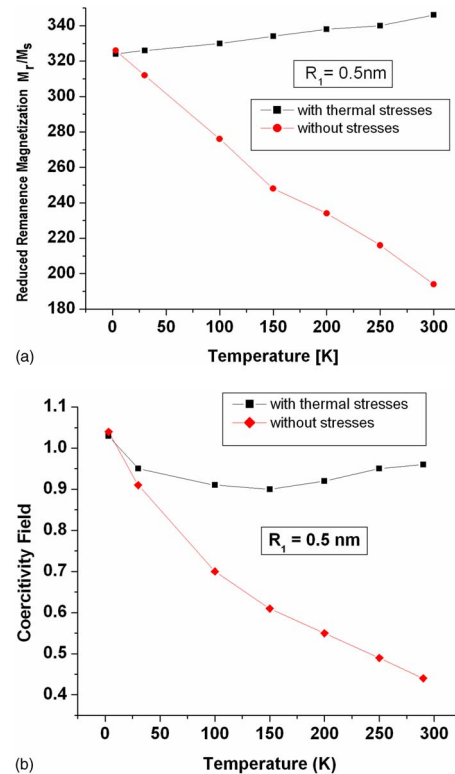 (a)
Reduced Remanence Magnetization Mr/Ms
340
320
300
280
260
240
220
200
180
R1= 0.5nm
with thermal stresses
without stresses
0 50 100 150 200 250 300
Temperature [K]
(b)
Coercitivity Field
1.1
1.0
0.9
0.8
0.7
0.6
0.5
0.4
with thermal stresses
without stresses
R1 = 0.5 nm
0 50 100 150 200 250 300
Temperature (K)